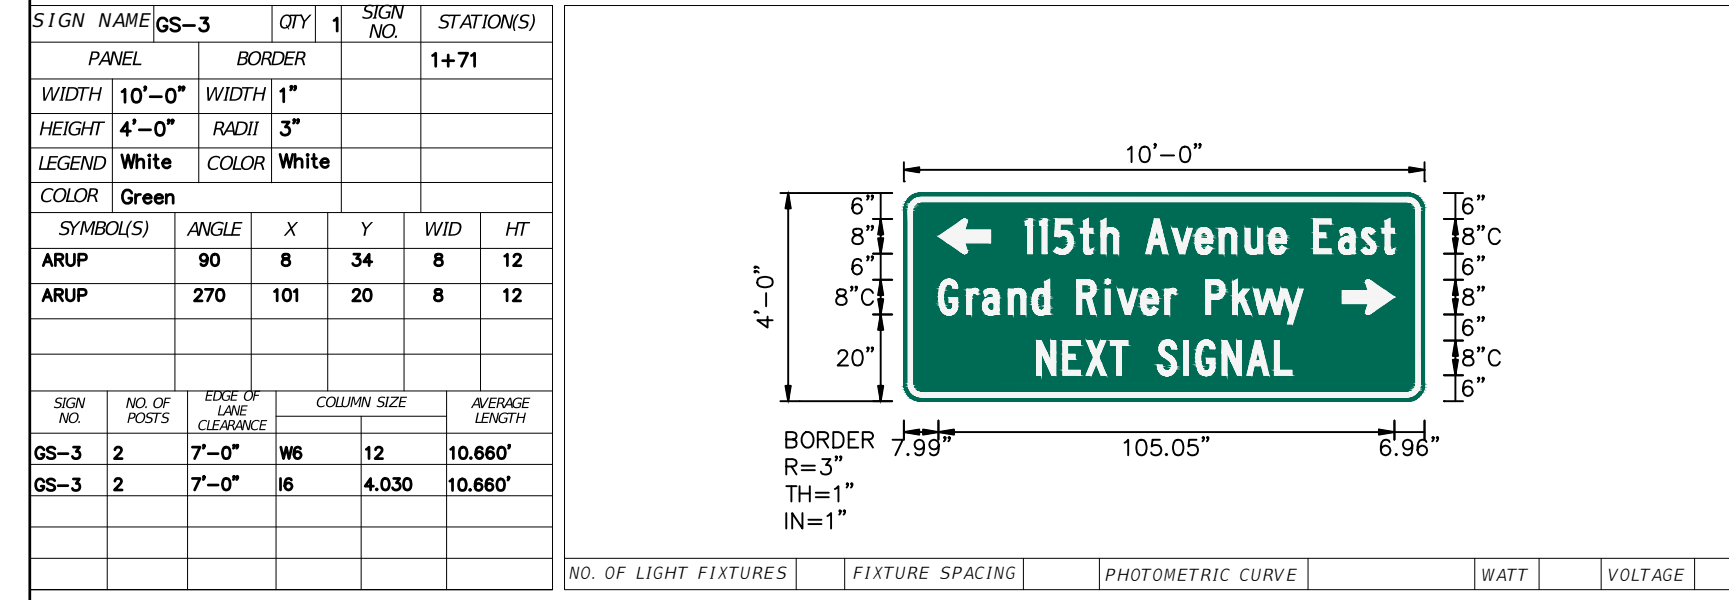 SIGN NAME GS-3 QTY 1 SIGN NO. STATION(S)
PANEL BORDER 1+71
WIDTH 10'-0" WIDTH 1"
HEIGHT 4'-0" RADII 3"
LEGEND White COLOR White
COLOR Green
SYMBOL(S) ANGLE X Y WID HT
ARUP 90 8 34 8 12
ARUP 270 101 20 8 12
SIGN NO. NO. OF POSTS EDGE OF LANE CLEARANCE COLUMN SIZE AVERAGE LENGTH
GS-3 2 7'-0" W6 12 10.660'
GS-3 2 7'-0" I6 4.030 10.660'
10'-0"
4'-0"
6"
8"
6"
8"C
20"
115th Avenue East
Grand River Pkwy
NEXT SIGNAL
6"
8"C
6"
8"
6"
8"C
6"
7.99" 105.05" 6.96"
BORDER
R=3"
TH=1"
IN=1"
NO. OF LIGHT FIXTURES FIXTURE SPACING PHOTOMETRIC CURVE WATT VOLTAGE